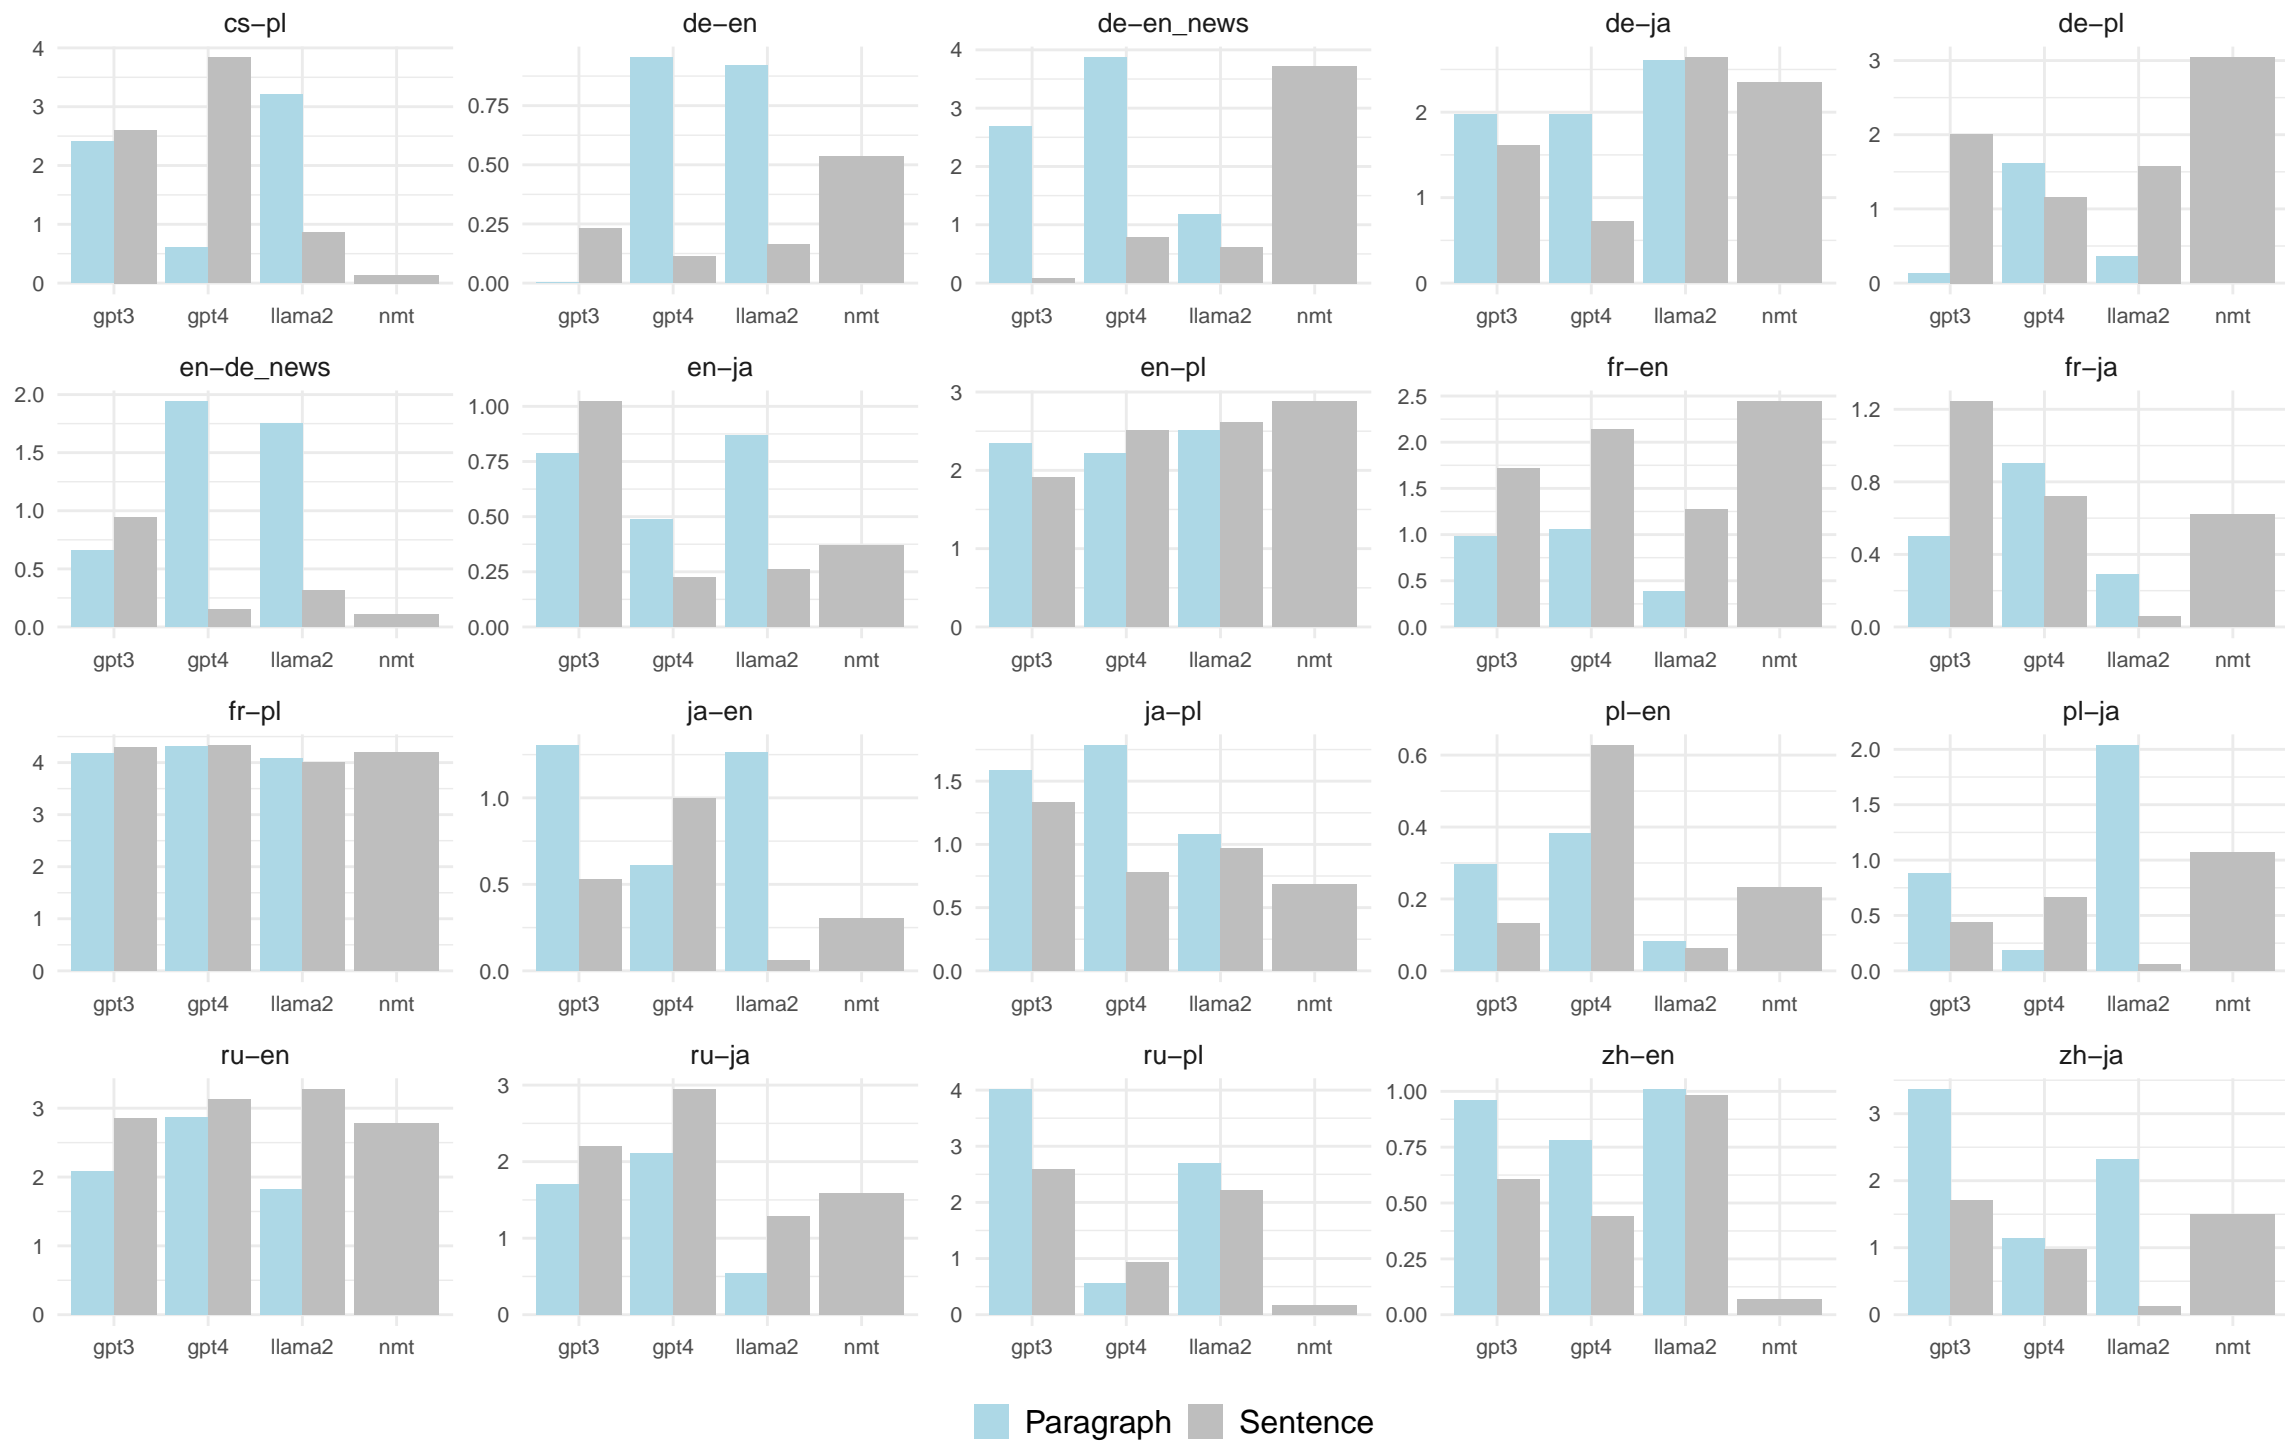 cs−pl de−en de−en_news de−ja de−pl
4 3 2 1 0
0.75 0.50 0.25 0.00
4 3 2 1 0
2 1 0
3 2 1 0
gpt3 gpt4 llama2 nmt gpt3 gpt4 llama2 nmt gpt3 gpt4 llama2 nmt gpt3 gpt4 llama2 nmt gpt3 gpt4 llama2 nmt
en−de_news en−ja en−pl fr−en fr−ja
2.0 1.5 1.0 0.5 0.0
1.00 0.75 0.50 0.25 0.00
3 2 1 0
2.5 2.0 1.5 1.0 0.5 0.0
1.2 0.8 0.4 0.0
gpt3 gpt4 llama2 nmt gpt3 gpt4 llama2 nmt gpt3 gpt4 llama2 nmt gpt3 gpt4 llama2 nmt gpt3 gpt4 llama2 nmt
fr−pl ja−en ja−pl pl−en pl−ja
4 3 2 1 0
1.0 0.5 0.0
1.5 1.0 0.5 0.0
0.6 0.4 0.2 0.0
2.0 1.5 1.0 0.5 0.0
gpt3 gpt4 llama2 nmt gpt3 gpt4 llama2 nmt gpt3 gpt4 llama2 nmt gpt3 gpt4 llama2 nmt gpt3 gpt4 llama2 nmt
ru−en ru−ja ru−pl zh−en zh−ja
3 2 1 0
3 2 1 0
4 3 2 1 0
1.00 0.75 0.50 0.25 0.00
3 2 1 0
gpt3 gpt4 llama2 nmt gpt3 gpt4 llama2 nmt gpt3 gpt4 llama2 nmt gpt3 gpt4 llama2 nmt gpt3 gpt4 llama2 nmt
Paragraph Sentence